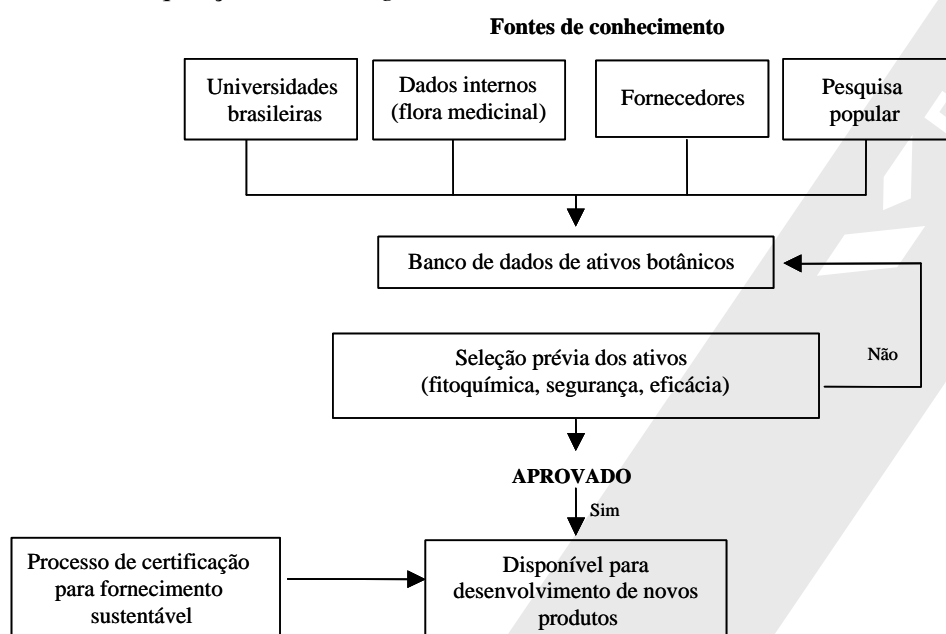 Fontes de conhecimento
Universidades
brasileiras
Dados internos
(flora medicinal)
Fornecedores
Pesquisa
popular
Banco de dados de ativos botânicos
Seleção prévia dos ativos
(fitoquímica, segurança, eficácia)
Não
APROVADO
Sim
Processo de certificação
para fornecimento
sustentável
Disponível para
desenvolvimento de novos
produtos